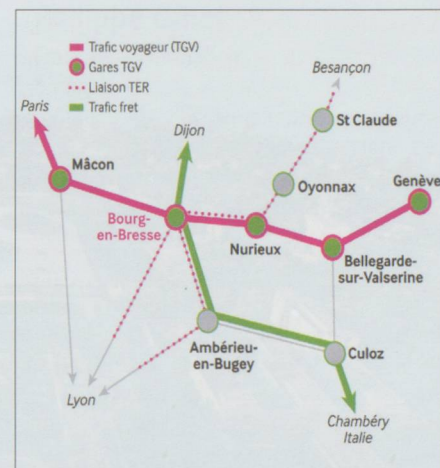 Trafic voyageur (TGV)
Gares TGV
Liaison TER
Trafic fret
Besançon
Paris
Dijon
St Claude
Mâcon
Oyonnax
Genève
Bourg-
en-Bresse
Nurieux
Bellegarde-
sur-Valserine
Ambérieu-
en-Bugey
Culoz
Lyon
Chambéry
Italie